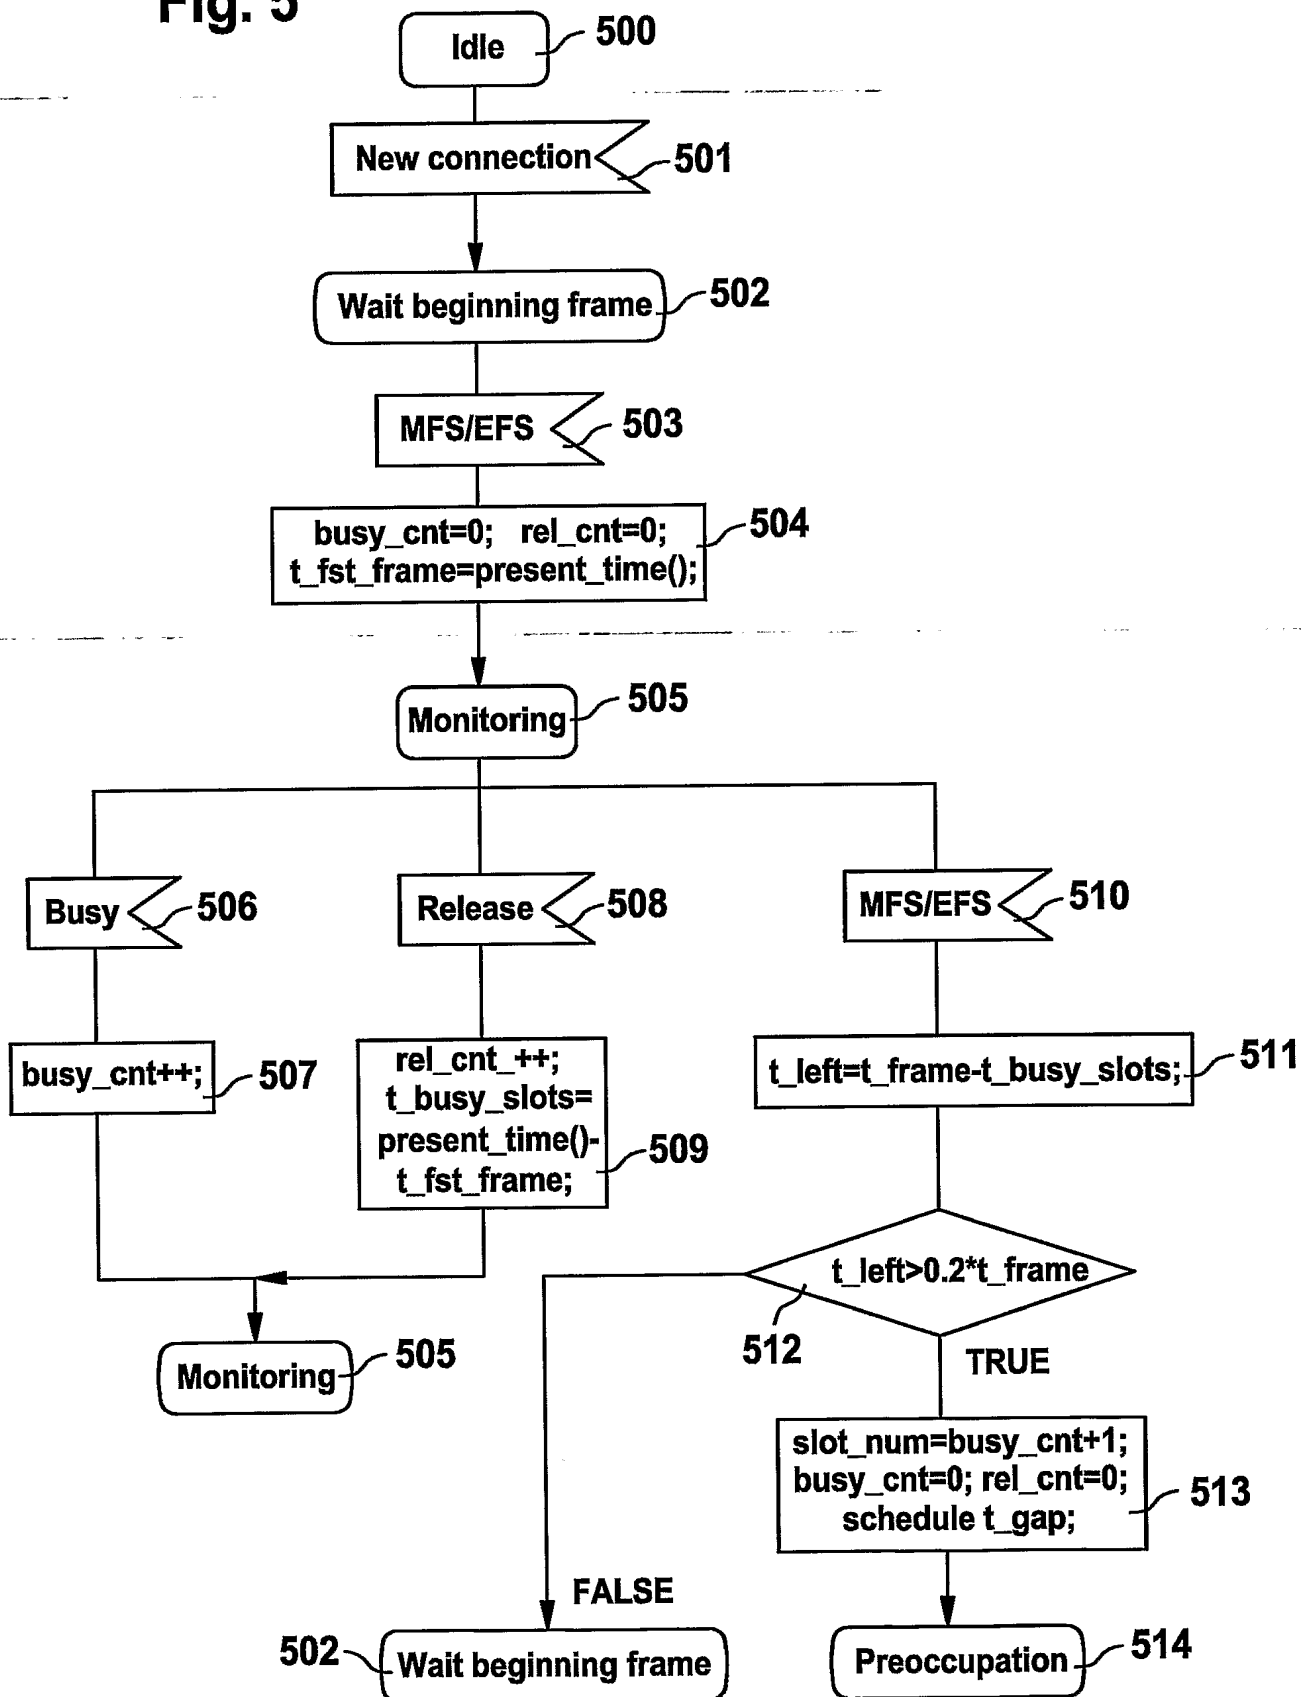 Fig. 5
Idle
500
New connection
501
Wait beginning frame
502
MFS/EFS
503
busy_cnt=0; rel_cnt=0;
t_fst_frame=present_time();
504
Monitoring
505
Busy
506
Release
508
MFS/EFS
510
busy_cnt++;
507
rel_cnt_++;
t_busy_slots=
present_time()-
t_fst_frame;
509
t_left=t_frame-t_busy_slots;
511
t_left>0.2*t_frame
512
TRUE
Monitoring
505
slot_num=busy_cnt+1;
busy_cnt=0; rel_cnt=0;
schedule t_gap;
513
FALSE
502
Wait beginning frame
Preoccupation
514